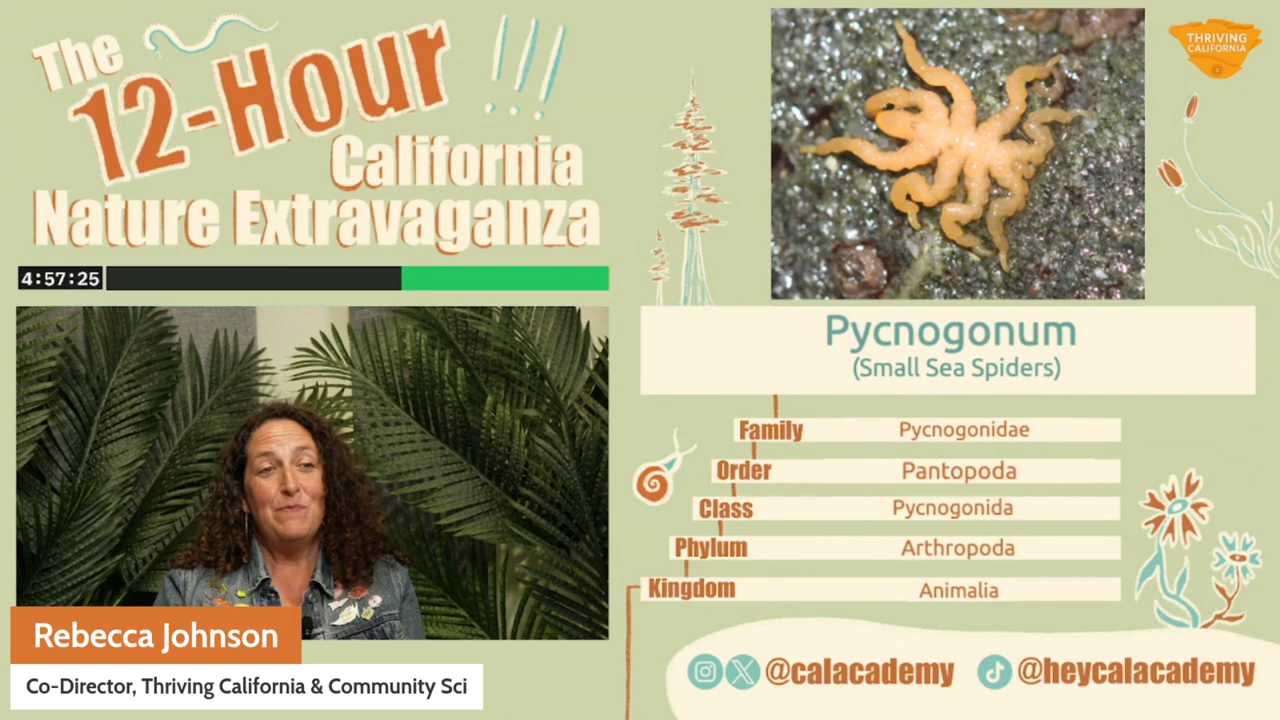 The
12-Hour !!!
California
Nature Extravaganza
4:57:25
Rebecca Johnson
Co-Director, Thriving California & Community Sci
THRIVING
CALIFORNIA
Pycnogonum
(Small Sea Spiders)
Family Pycnogonidae
Order Pantopoda
Class Pycnogonida
Phylum Arthropoda
Kingdom Animalia
@calacademy @heycalacademy